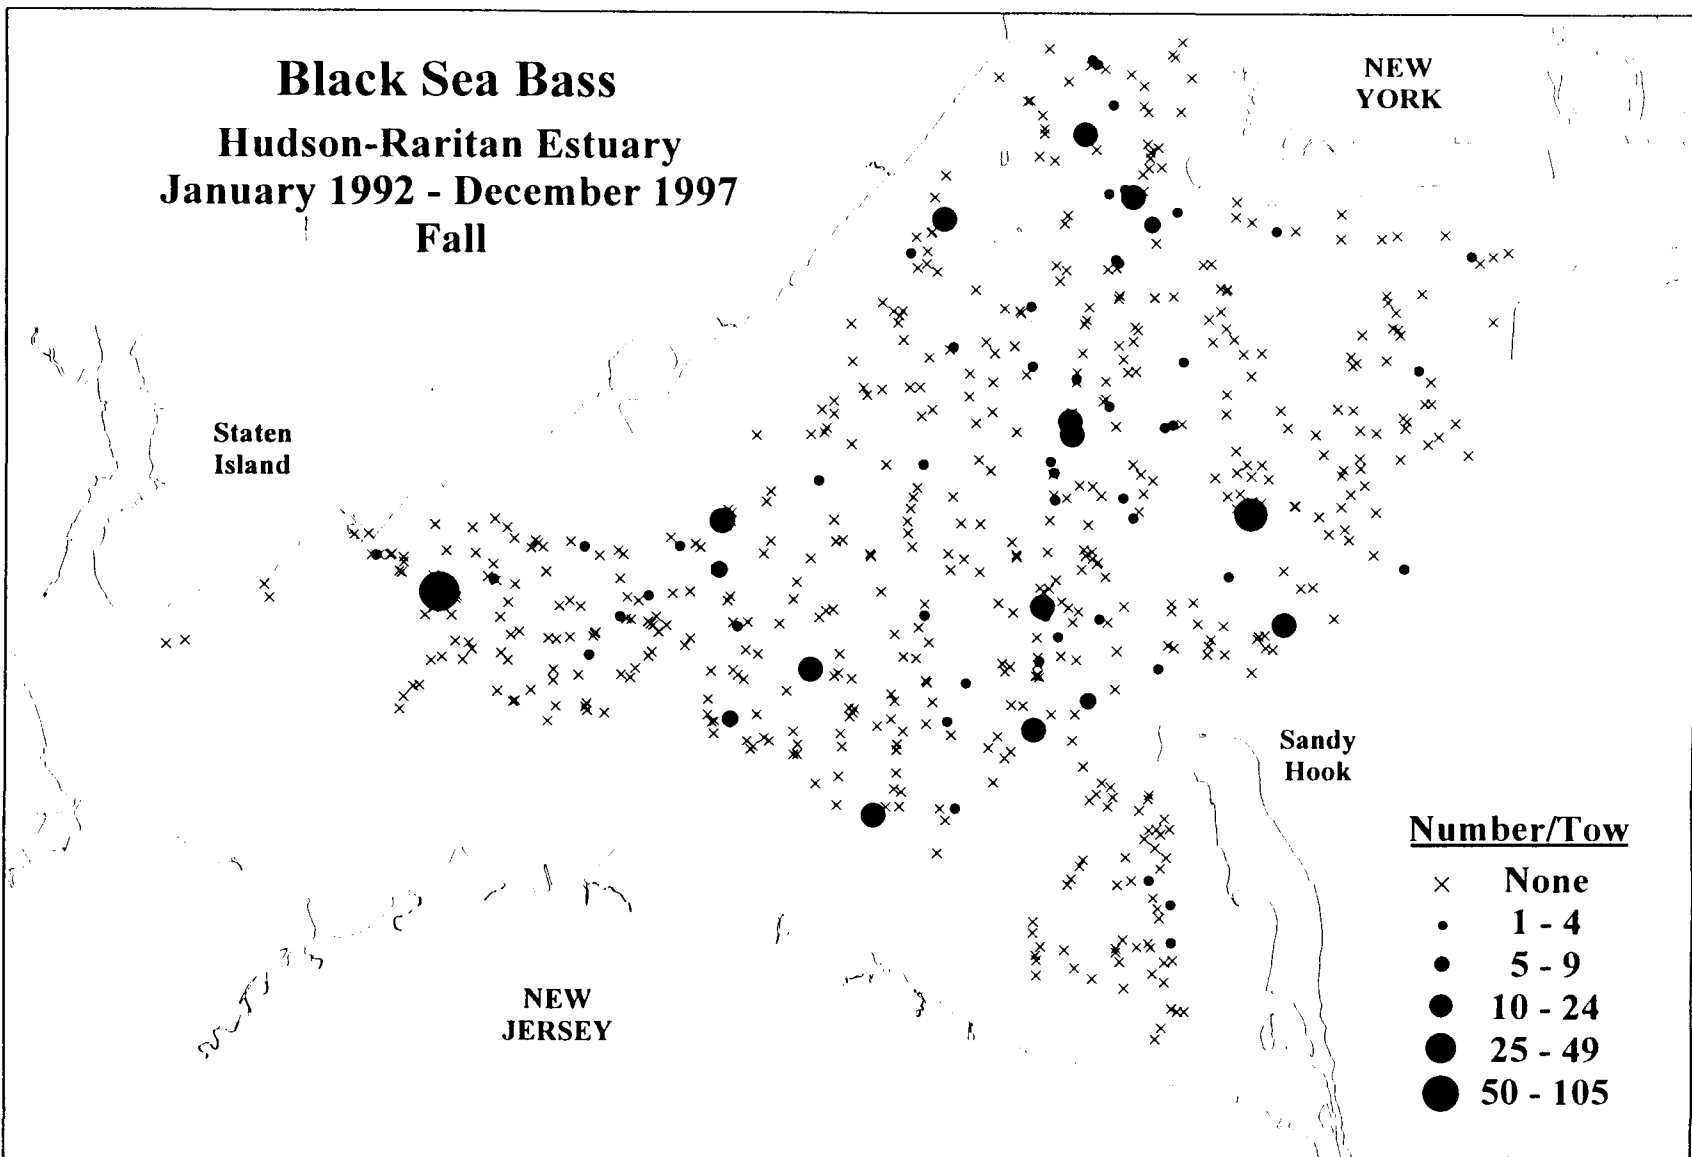 Black Sea Bass
Hudson-Raritan Estuary
January 1992 - December 1997
Fall
NEW
YORK
Staten
Island
Sandy
Hook
NEW
JERSEY
Number/Tow
None
1 - 4
5 - 9
10 - 24
25 - 49
50 - 105